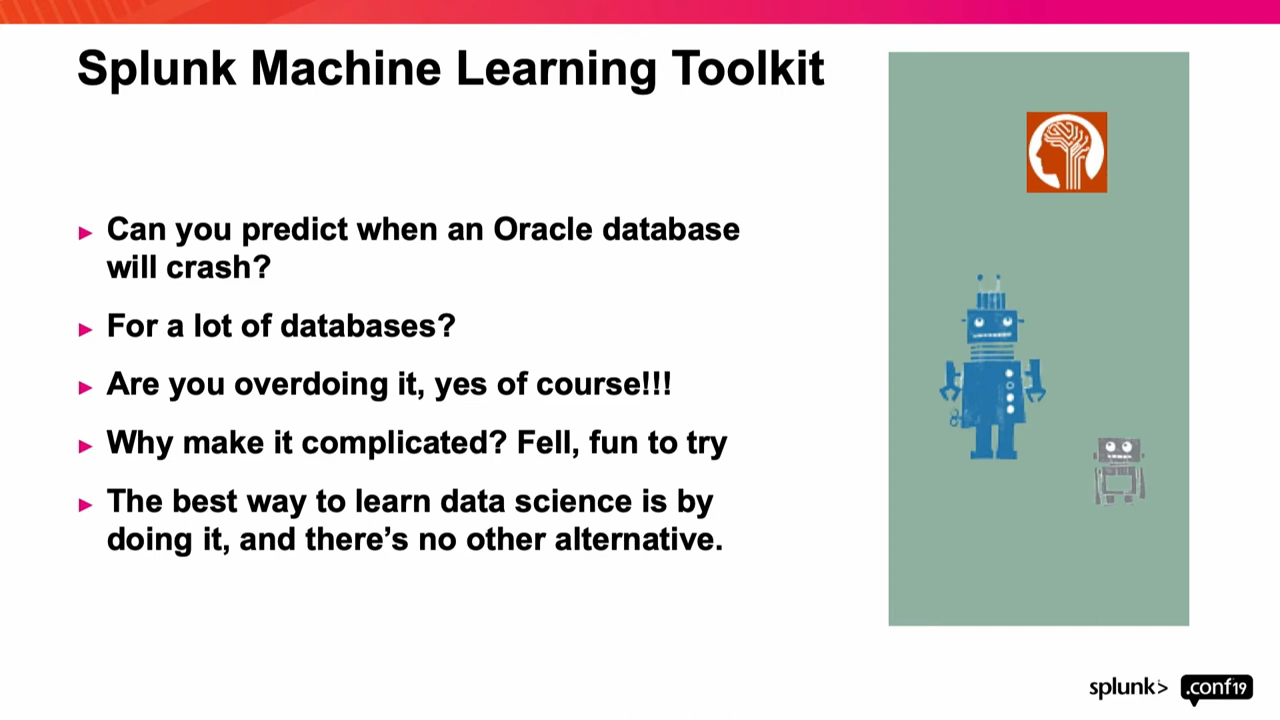 Splunk Machine Learning Toolkit
Can you predict when an Oracle database
will crash?
For a lot of databases?
Are you overdoing it, yes of course!!!
Why make it complicated? Fell, fun to try
The best way to learn data science is by
doing it, and there’s no other alternative.
splunk> .conf19